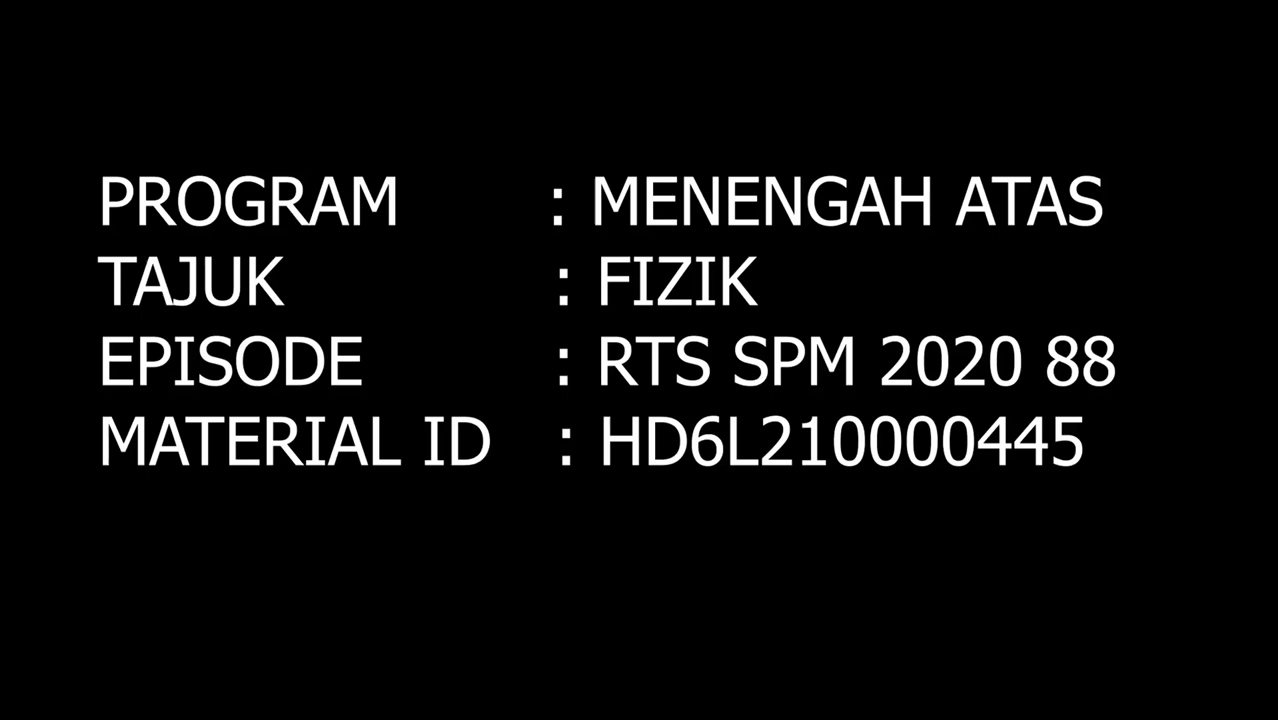 PROGRAM : MENENGAH ATAS
TAJUK : FIZIK
EPISODE : RTS SPM 2020 88
MATERIAL ID : HD6L210000445